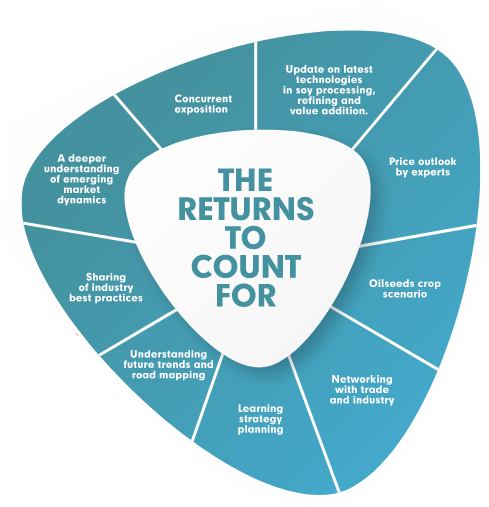 THE
RETURNS
TO
COUNT
FOR
Update on latest
technologies
in soy processing,
refining and
value addition.
Price outlook
by experts
Oilseeds crop
scenario
Networking
with trade
and industry
Learning
strategy
planning
Understanding
future trends and
road mapping
Sharing
of industry
best practices
A deeper
understanding
of emerging
market
dynamics
Concurrent
exposition